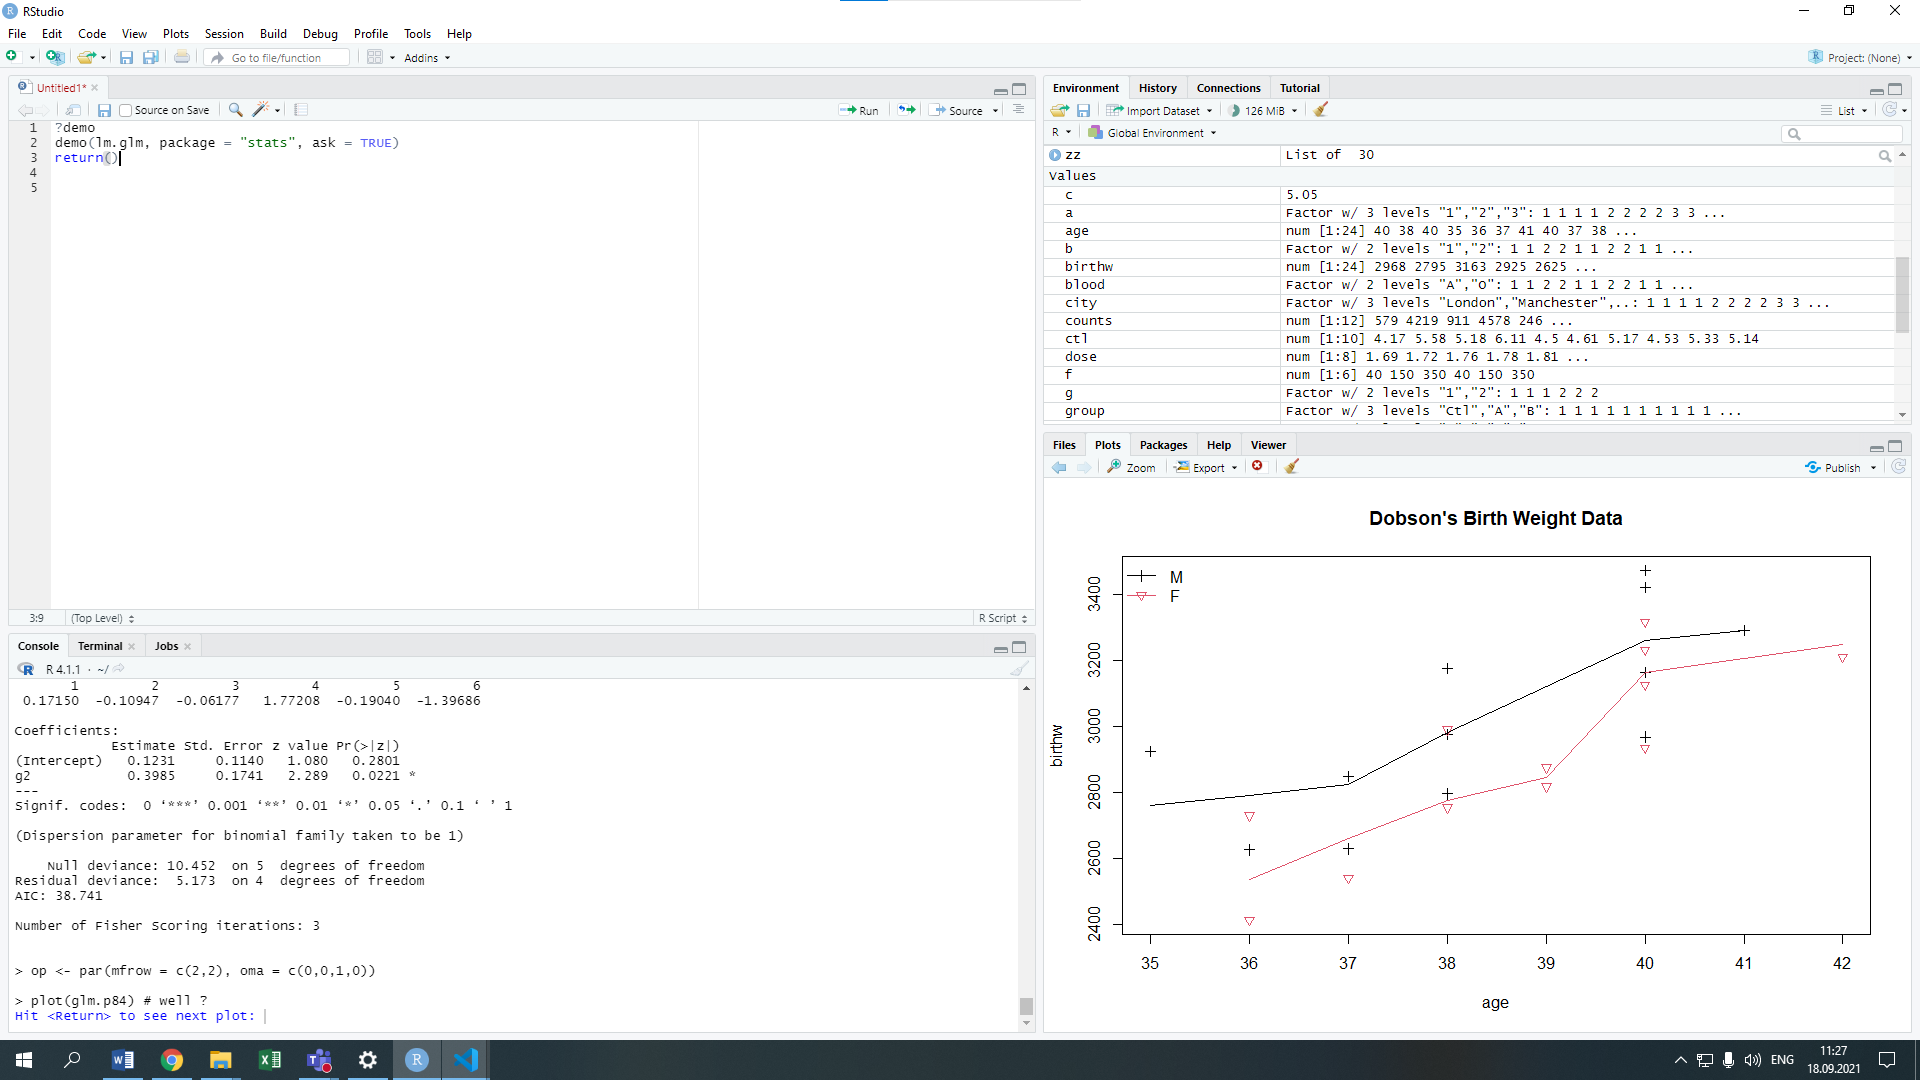 RStudio
File Edit Code View Plots Session Build Debug Profile Tools Help
Go to file/function Addins Project: (None)
Untitled1*
Source on Save Run Source
1 ?demo
2 demo(lm.glm, package = "stats", ask = TRUE)
3 return()
4
5
3:9 (Top Level) R Script
Console Terminal Jobs
R 4.1.1 · ~/
1 2 3 4 5 6
0.17150 -0.10947 -0.06177 1.77208 -0.19040 -1.39686
Coefficients:
Estimate Std. Error z value Pr(>|z|)
(Intercept) 0.1231 0.1140 1.080 0.2801
g2 0.3985 0.1741 2.289 0.0221 *
---
Signif. codes: 0 ‘***’ 0.001 ‘**’ 0.01 ‘*’ 0.05 ‘.’ 0.1 ‘ ’ 1
(Dispersion parameter for binomial family taken to be 1)
Null deviance: 10.452 on 5 degrees of freedom
Residual deviance: 5.173 on 4 degrees of freedom
AIC: 38.741
Number of Fisher Scoring iterations: 3
> op <- par(mfrow = c(2,2), oma = c(0,0,1,0))
> plot(glm.p84) # well ?
Hit <Return> to see next plot:
Environment History Connections Tutorial
Import Dataset 126 MiB List
R Global Environment
zz List of 30
Values
c 5.05
a Factor w/ 3 levels "1","2","3": 1 1 1 1 2 2 2 2 3 3 ...
age num [1:24] 40 38 40 35 36 37 41 40 37 38 ...
b Factor w/ 2 levels "1","2": 1 1 2 2 1 1 2 2 1 1 ...
birthw num [1:24] 2968 2795 3163 2925 2625 ...
blood Factor w/ 2 levels "A","O": 1 1 2 2 1 1 2 2 1 1 ...
city Factor w/ 3 levels "London","Manchester",..: 1 1 1 1 2 2 2 2 3 3 ...
counts num [1:12] 579 4219 911 4578 246 ...
ctl num [1:10] 4.17 5.58 5.18 6.11 4.5 4.61 5.17 4.53 5.33 5.14
dose num [1:8] 1.69 1.72 1.76 1.78 1.81 ...
f num [1:6] 40 150 350 40 150 350
g Factor w/ 2 levels "1","2": 1 1 1 2 2 2
group Factor w/ 3 levels "Ctl","A","B": 1 1 1 1 1 1 1 1 1 1 ...
Files Plots Packages Help Viewer
Zoom Export Publish
Dobson's Birth Weight Data
M
F
3400
3200
3000
2800
2600
2400
birthw
35 36 37 38 39 40 41 42
age
ENG
11:27
18.09.2021